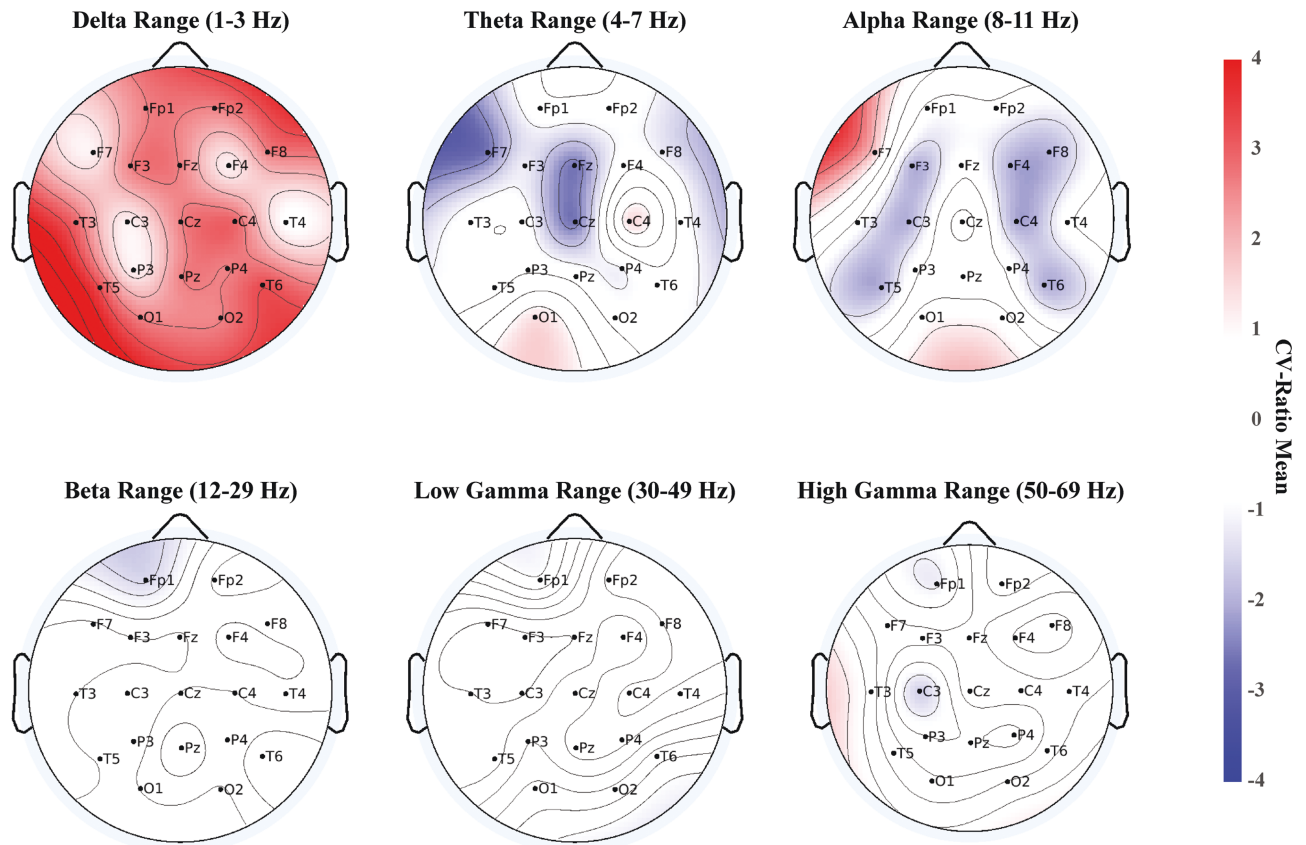 Delta Range (1-3 Hz)
Theta Range (4-7 Hz)
Alpha Range (8-11 Hz)
Fp1 Fp2
F7 F3 Fz F4 F8
T3 C3 Cz C4 T4
T5 P3 Pz P4 T6
O1 O2
Fp1 Fp2
F7 F3 Fz F4 F8
T3 C3 Cz C4 T4
T5 P3 Pz P4 T6
O1 O2
Fp1 Fp2
F7 F3 Fz F4 F8
T3 C3 Cz C4 T4
T5 P3 Pz P4 T6
O1 O2
4
3
2
1
0
-1
-2
-3
-4
CV-Ratio Mean
Beta Range (12-29 Hz)
Low Gamma Range (30-49 Hz)
High Gamma Range (50-69 Hz)
Fp1 Fp2
F7 F3 Fz F4 F8
T3 C3 Cz C4 T4
T5 P3 Pz P4 T6
O1 O2
Fp1 Fp2
F7 F3 Fz F4 F8
T3 C3 Cz C4 T4
T5 P3 Pz P4 T6
O1 O2
Fp1 Fp2
F7 F3 Fz F4 F8
T3 C3 Cz C4 T4
T5 P3 Pz P4 T6
O1 O2